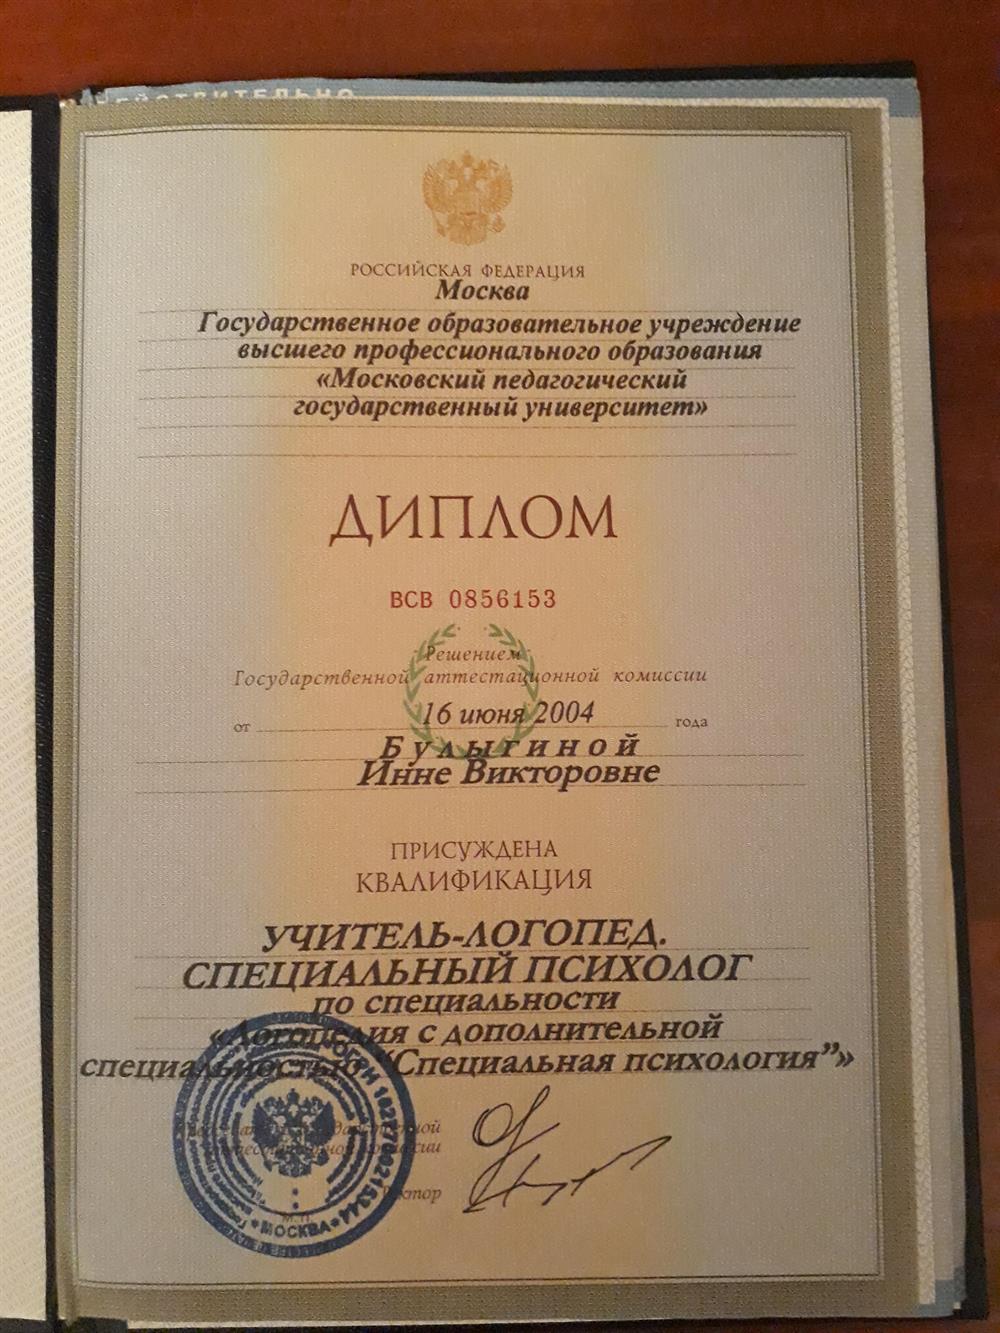 РОССИЙСКАЯ ФЕДЕРАЦИЯ
Москва
Государственное образовательное учреждение
высшего профессионального образования
«Московский педагогический
государственный университет»
ДИПЛОМ
ВСВ 0856153
Решением
Государственной аттестационной комиссии
от 16 июня 2004 года
Булыгиной
Инне Викторовне
ПРИСУЖДЕНА
КВАЛИФИКАЦИЯ
УЧИТЕЛЬ-ЛОГОПЕД.
СПЕЦИАЛЬНЫЙ ПСИХОЛОГ
по специальности
«Логопедия с дополнительной
специальностью “Специальная психология”»
Ректор
М.П.
МОСКВА